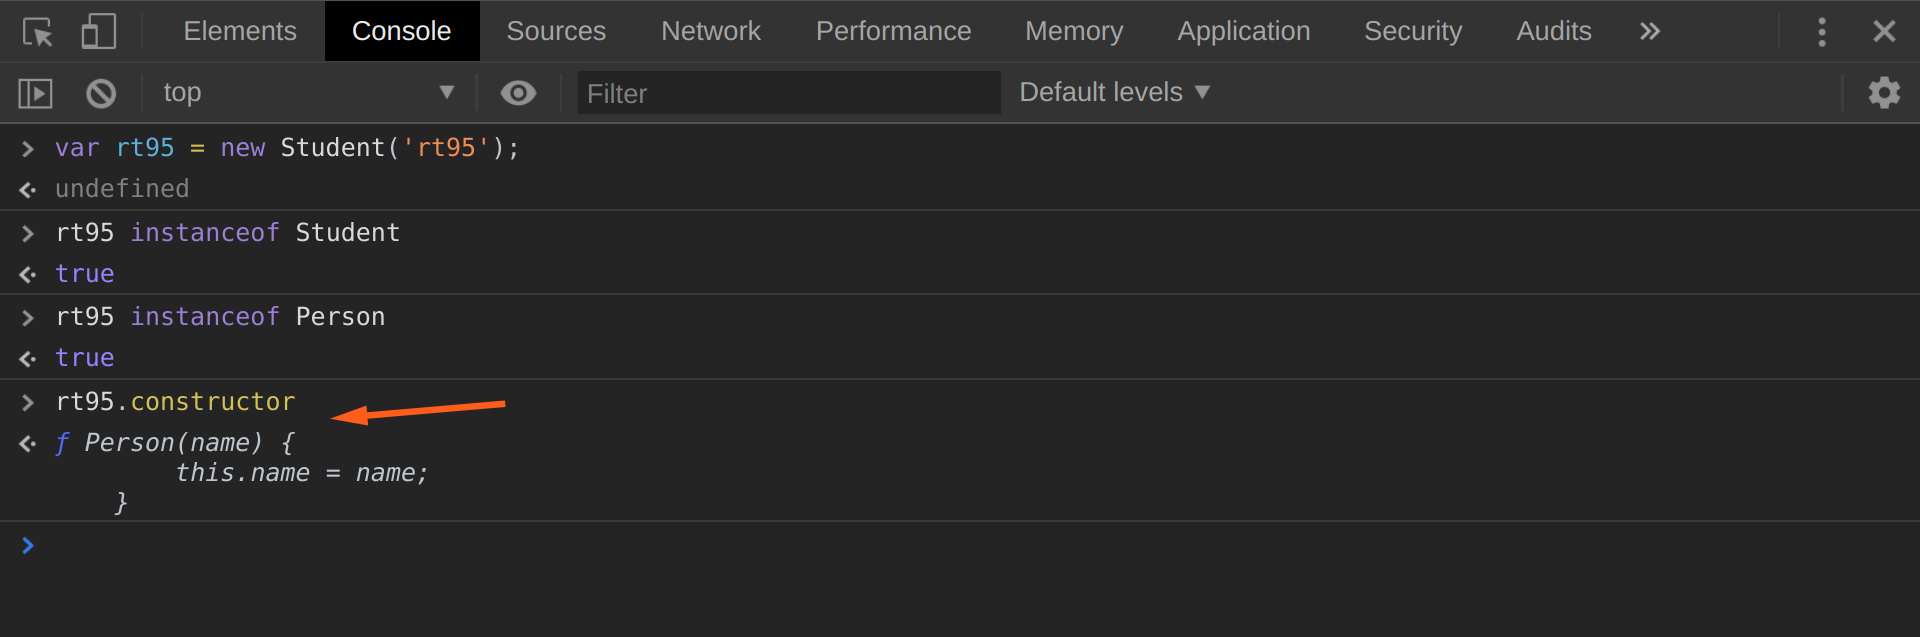 Elements Console Sources Network Performance Memory Application Security Audits »
top ▼ Filter Default levels ▼
> var rt95 = new Student('rt95');
undefined
> rt95 instanceof Student
true
> rt95 instanceof Person
true
> rt95.constructor
ƒ Person(name) {
this.name = name;
}
>